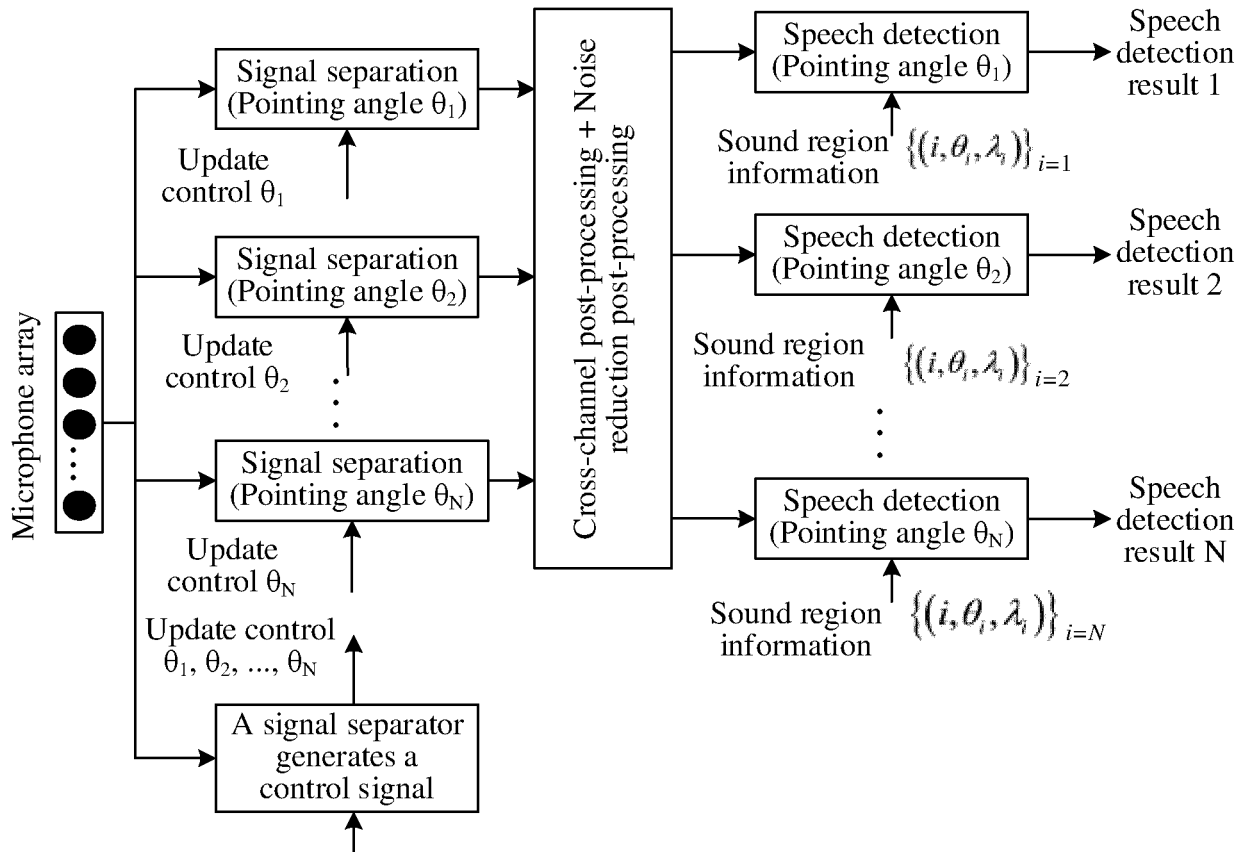 Microphone array
Signal separation
(Pointing angle θ₁)
Update
control θ₁
Signal separation
(Pointing angle θ₂)
Update
control θ₂
Signal separation
(Pointing angle θN)
Update
control θN
Update control
θ₁, θ₂, ..., θN
A signal separator
generates a
control signal
Cross-channel post-processing + Noise
reduction post-processing
Speech detection
(Pointing angle θ₁)
Sound region
information
{(i,θᵢ,λᵢ)}i=1
Speech
detection
result 1
Speech detection
(Pointing angle θ₂)
Sound region
information
{(i,θᵢ,λᵢ)}i=2
Speech
detection
result 2
Speech detection
(Pointing angle θN)
Sound region
information
{(i,θᵢ,λᵢ)}i=N
Speech
detection
result N